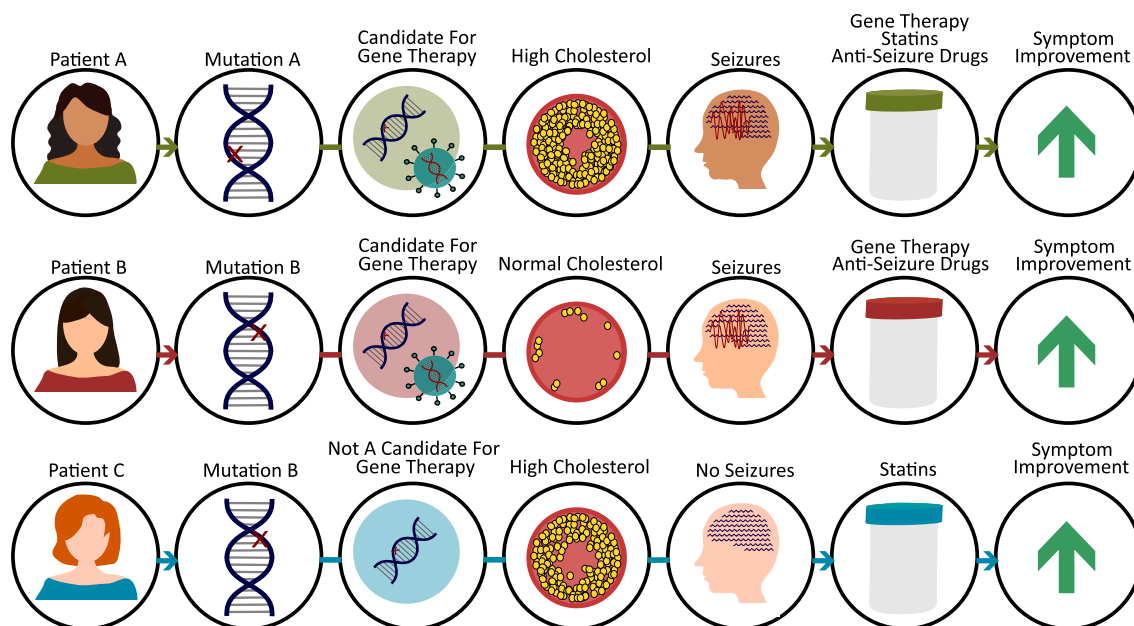 Patient A
Mutation A
Candidate For
Gene Therapy
High Cholesterol
Seizures
Gene Therapy
Statins
Anti-Seizure Drugs
Symptom
Improvement
Patient B
Mutation B
Candidate For
Gene Therapy
Normal Cholesterol
Seizures
Gene Therapy
Anti-Seizure Drugs
Symptom
Improvement
Patient C
Mutation B
Not A Candidate For
Gene Therapy
High Cholesterol
No Seizures
Statins
Symptom
Improvement